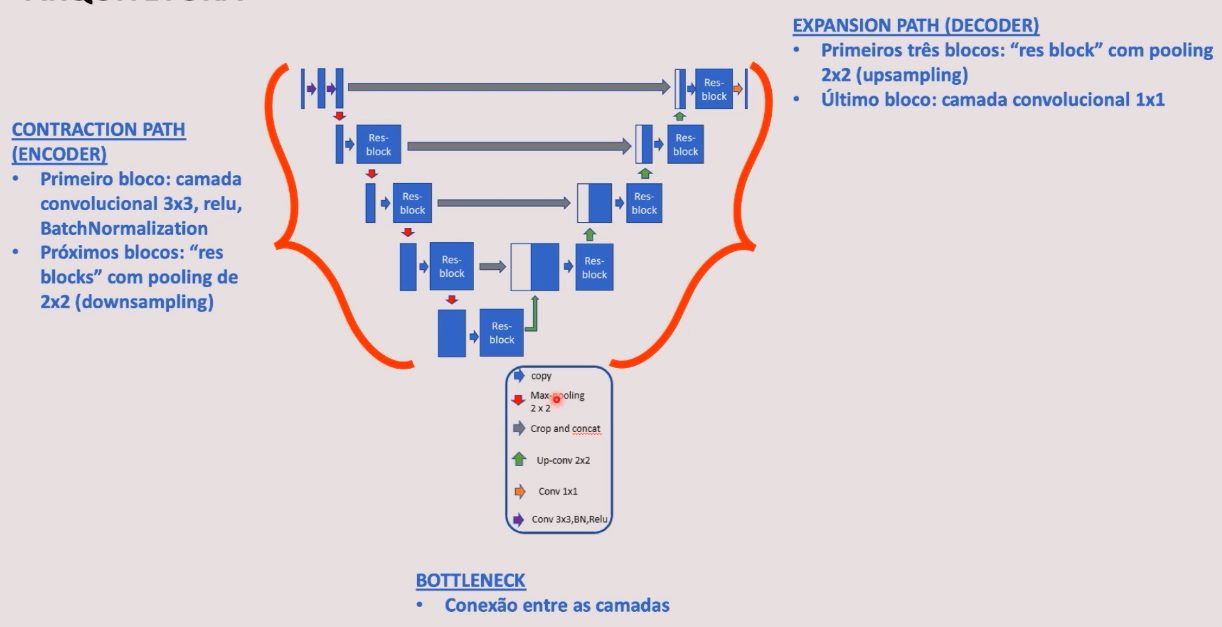 CONTRACTION PATH
(ENCODER)
• Primeiro bloco: camada
convolucional 3x3, relu,
BatchNormalization
• Próximos blocos: “res
blocks” com pooling de
2x2 (downsampling)
EXPANSION PATH (DECODER)
• Primeiros três blocos: “res block” com pooling
2x2 (upsampling)
• Último bloco: camada convolucional 1x1
Res-
block
Res-
block
Res-
block
Res-
block
Res-
block
Res-
block
Res-
block
Res-
block
copy
Max-pooling
2 x 2
Crop and concat
Up-conv 2x2
Conv 1x1
Conv 3x3,BN,Relu
BOTTLENECK
• Conexão entre as camadas